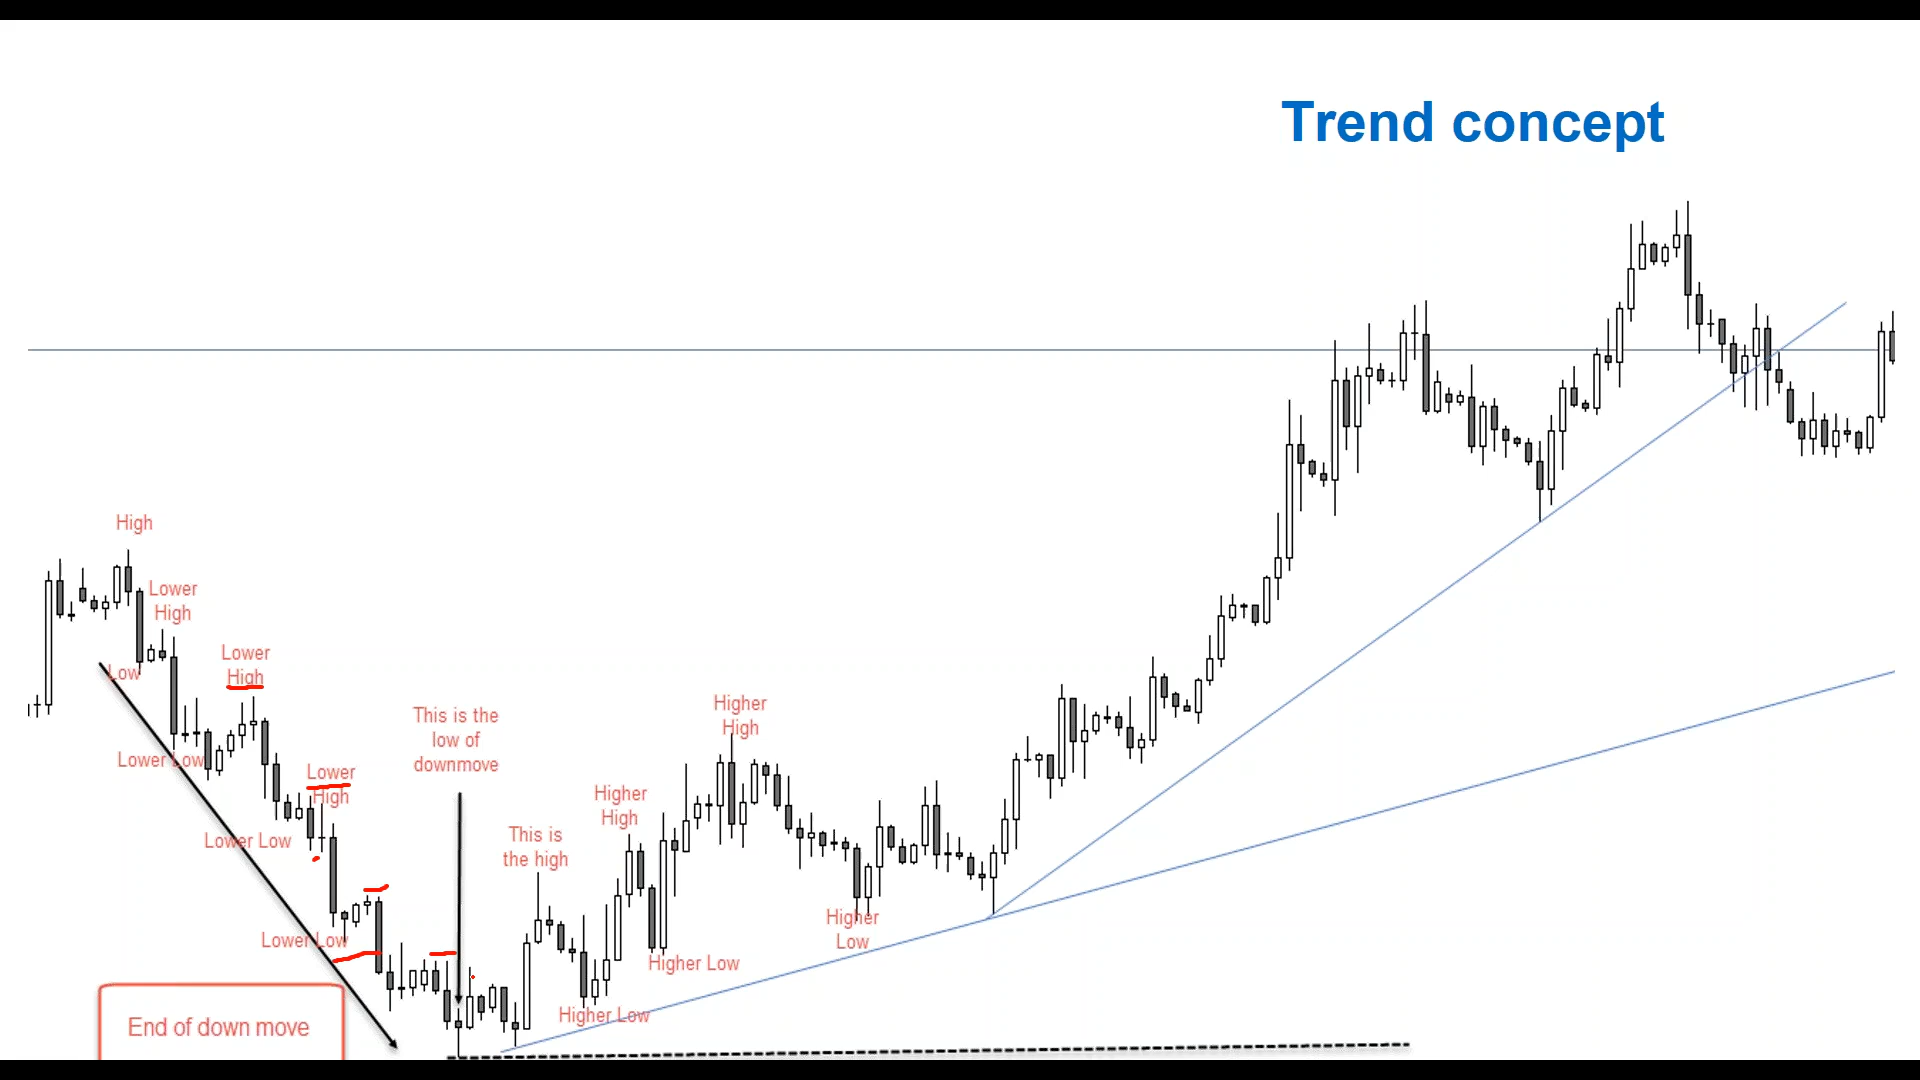 Trend concept
High
Lower
High
Low
Lower
High
Lower Low
Lower
High
Lower Low
Lower Low
This is the
low of
downmove
This is
the high
Higher
High
Higher
High
Higher Low
Higher Low
Higher
Low
End of down move